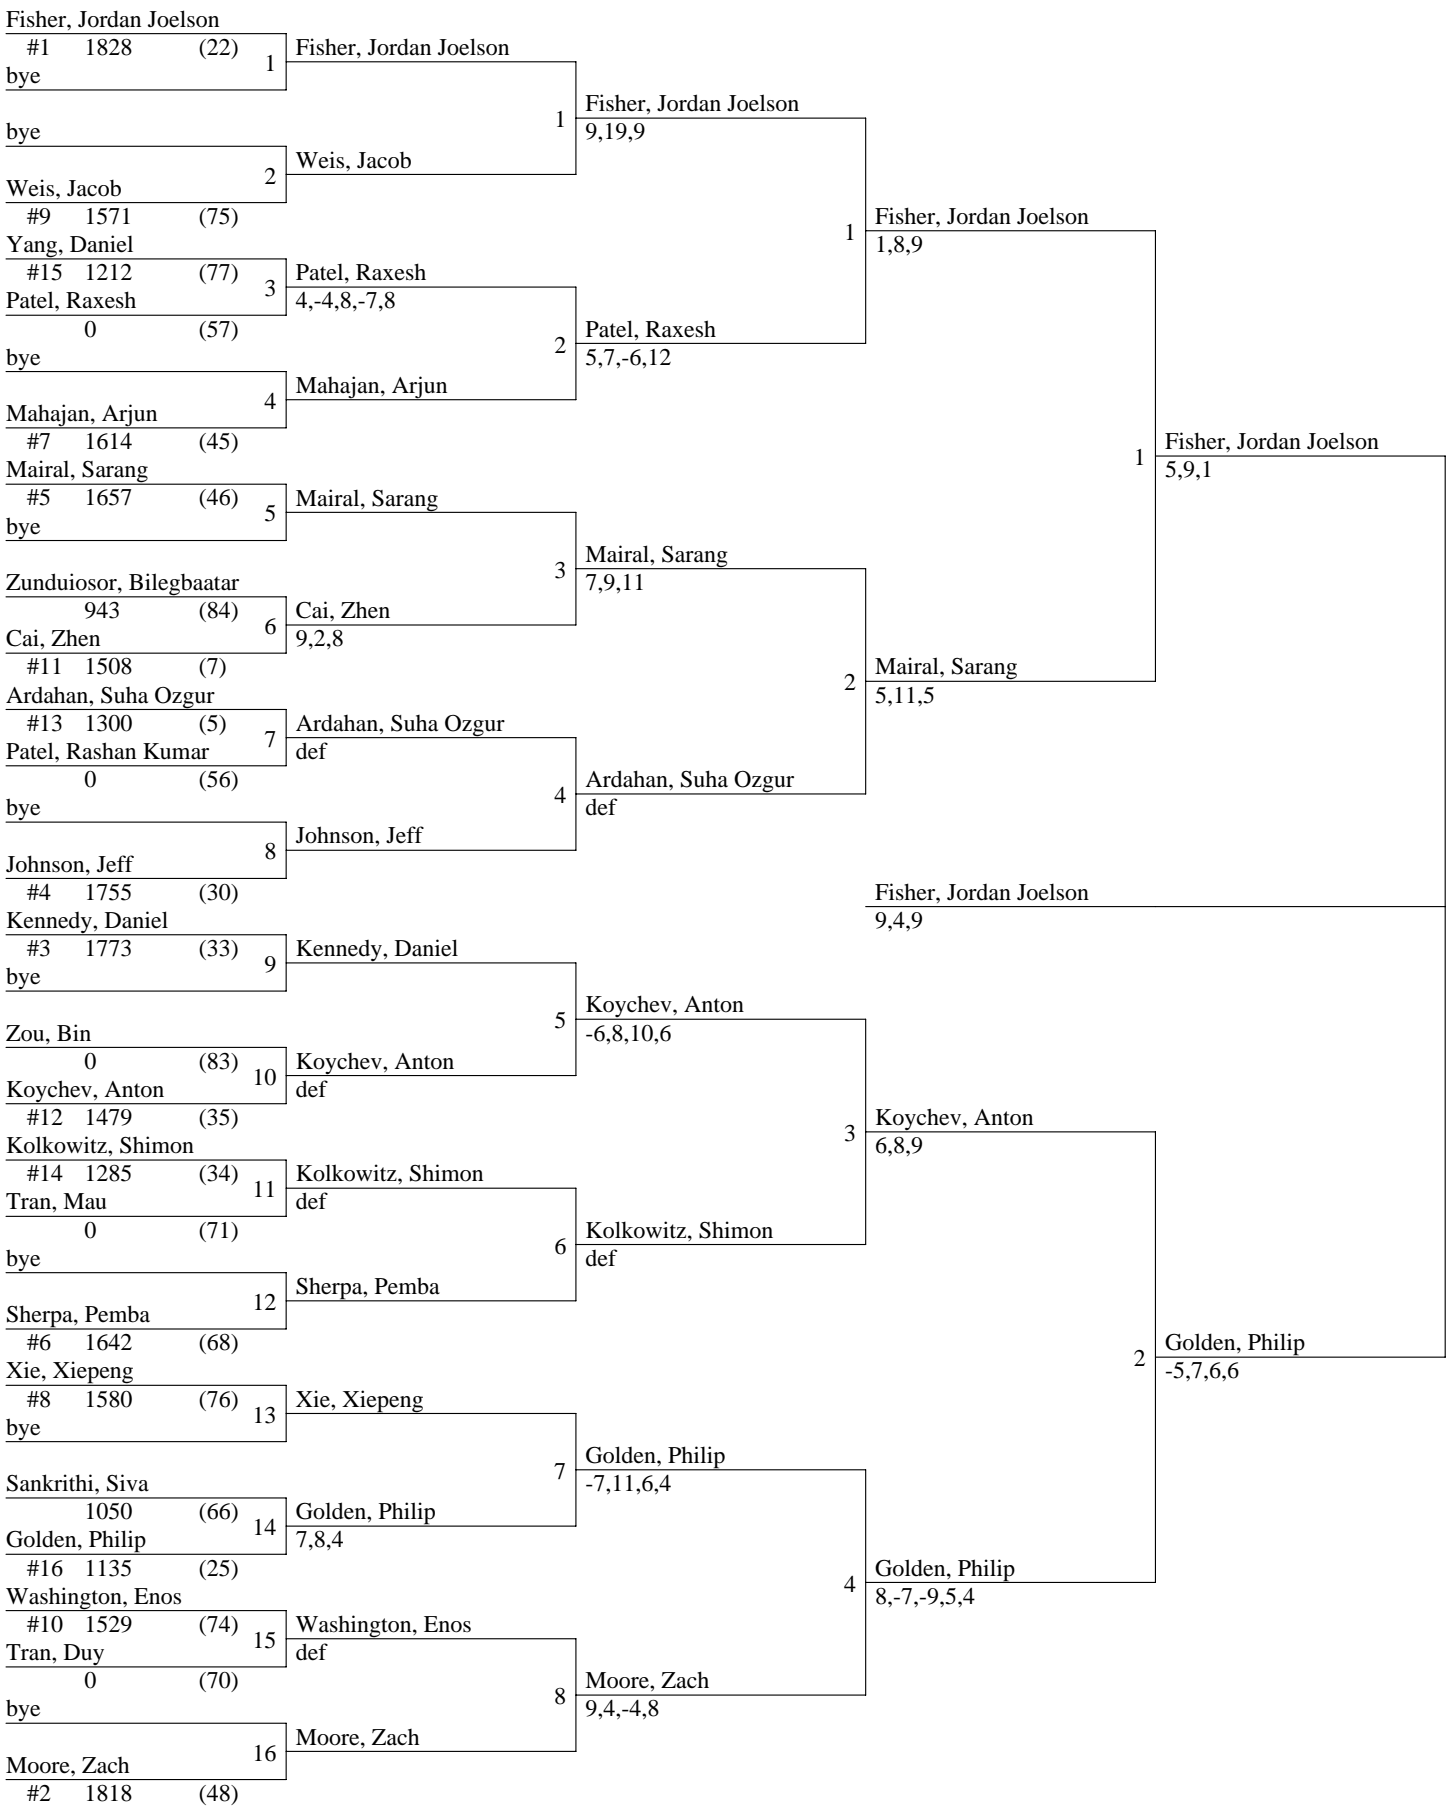 Fisher, Jordan Joelson
#1 1828 (22)
bye
1
bye
Weis, Jacob
#9 1571 (75)
2
Yang, Daniel
#15 1212 (77)
Patel, Raxesh
0 (57)
3
bye
Mahajan, Arjun
#7 1614 (45)
4
Mairal, Sarang
#5 1657 (46)
bye
5
Zunduiosor, Bilegbaatar
943 (84)
Cai, Zhen
#11 1508 (7)
6
Ardahan, Suha Ozgur
#13 1300 (5)
Patel, Rashan Kumar
0 (56)
7
bye
Johnson, Jeff
#4 1755 (30)
8
Kennedy, Daniel
#3 1773 (33)
bye
9
Zou, Bin
0 (83)
Koychev, Anton
#12 1479 (35)
10
Kolkowitz, Shimon
#14 1285 (34)
Tran, Mau
0 (71)
11
bye
Sherpa, Pemba
#6 1642 (68)
12
Xie, Xiepeng
#8 1580 (76)
bye
13
Sankrithi, Siva
1050 (66)
Golden, Philip
#16 1135 (25)
14
Washington, Enos
#10 1529 (74)
Tran, Duy
0 (70)
15
bye
Moore, Zach
#2 1818 (48)
16
Fisher, Jordan Joelson
Weis, Jacob
1
Patel, Raxesh
4,-4,8,-7,8
Mahajan, Arjun
2
Mairal, Sarang
Cai, Zhen
9,2,8
3
Ardahan, Suha Ozgur
def
Johnson, Jeff
4
Kennedy, Daniel
Koychev, Anton
def
5
Kolkowitz, Shimon
def
Sherpa, Pemba
6
Xie, Xiepeng
Golden, Philip
7,8,4
7
Washington, Enos
def
Moore, Zach
8
Fisher, Jordan Joelson
9,19,9
Patel, Raxesh
5,7,-6,12
1
Mairal, Sarang
7,9,11
Ardahan, Suha Ozgur
def
2
Koychev, Anton
-6,8,10,6
Kolkowitz, Shimon
def
3
Golden, Philip
-7,11,6,4
Moore, Zach
9,4,-4,8
4
Fisher, Jordan Joelson
1,8,9
Mairal, Sarang
5,11,5
1
Koychev, Anton
6,8,9
Golden, Philip
8,-7,-9,5,4
2
Fisher, Jordan Joelson
5,9,1
Golden, Philip
-5,7,6,6
Fisher, Jordan Joelson
9,4,9